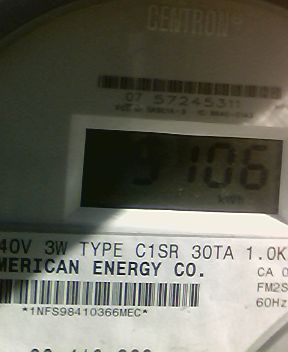 CENTRON®
07 57245311
106
kWh
40V 3W TYPE C1SR 30TA 1.0K
MERICAN ENERGY CO.
CA 0
FM2S
60Hz
*1NFS98410366MEC*